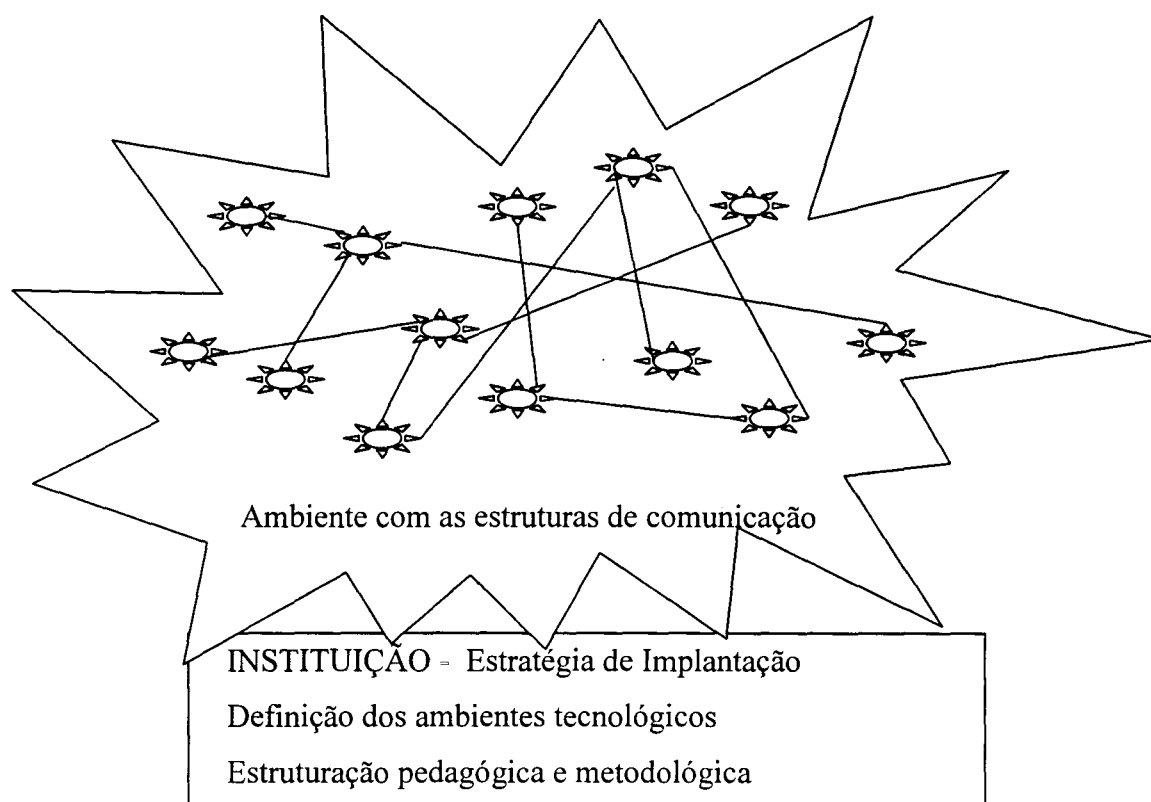 Ambiente com as estruturas de comunicação
INSTITUIÇÃO - Estratégia de Implantação
Definição dos ambientes tecnológicos
Estruturação pedagógica e metodológica